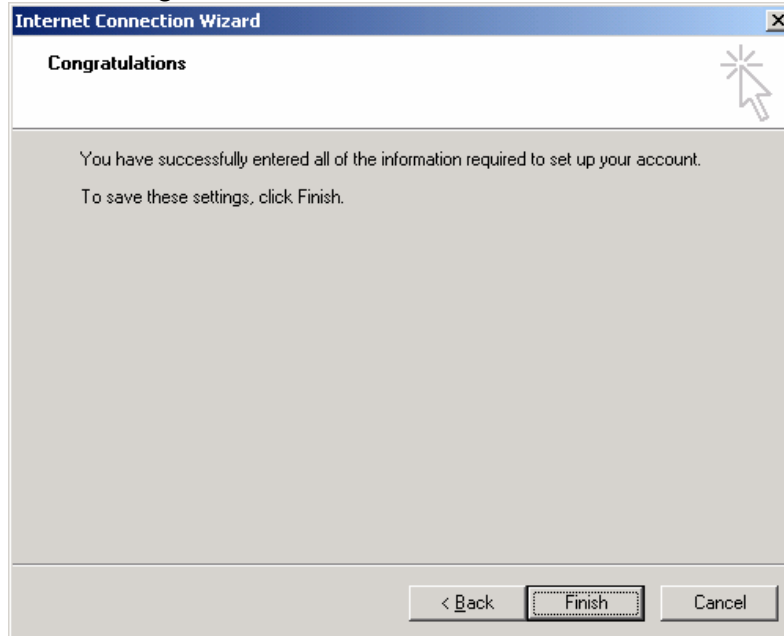 Internet Connection Wizard
Congratulations
You have successfully entered all of the information required to set up your account.
To save these settings, click Finish.
< Back Finish Cancel